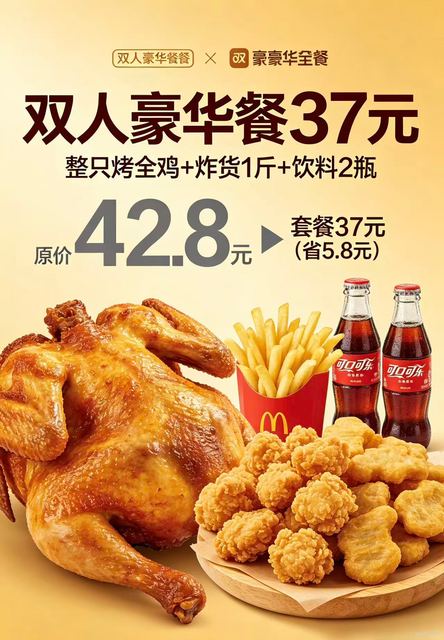 双人豪华餐餐 × 双 豪豪华全餐
双人豪华餐37元
整只烤全鸡+炸货1斤+饮料2瓶
原价42.8元 ▶ 套餐37元
(省5.8元)
可口可乐 可口可乐